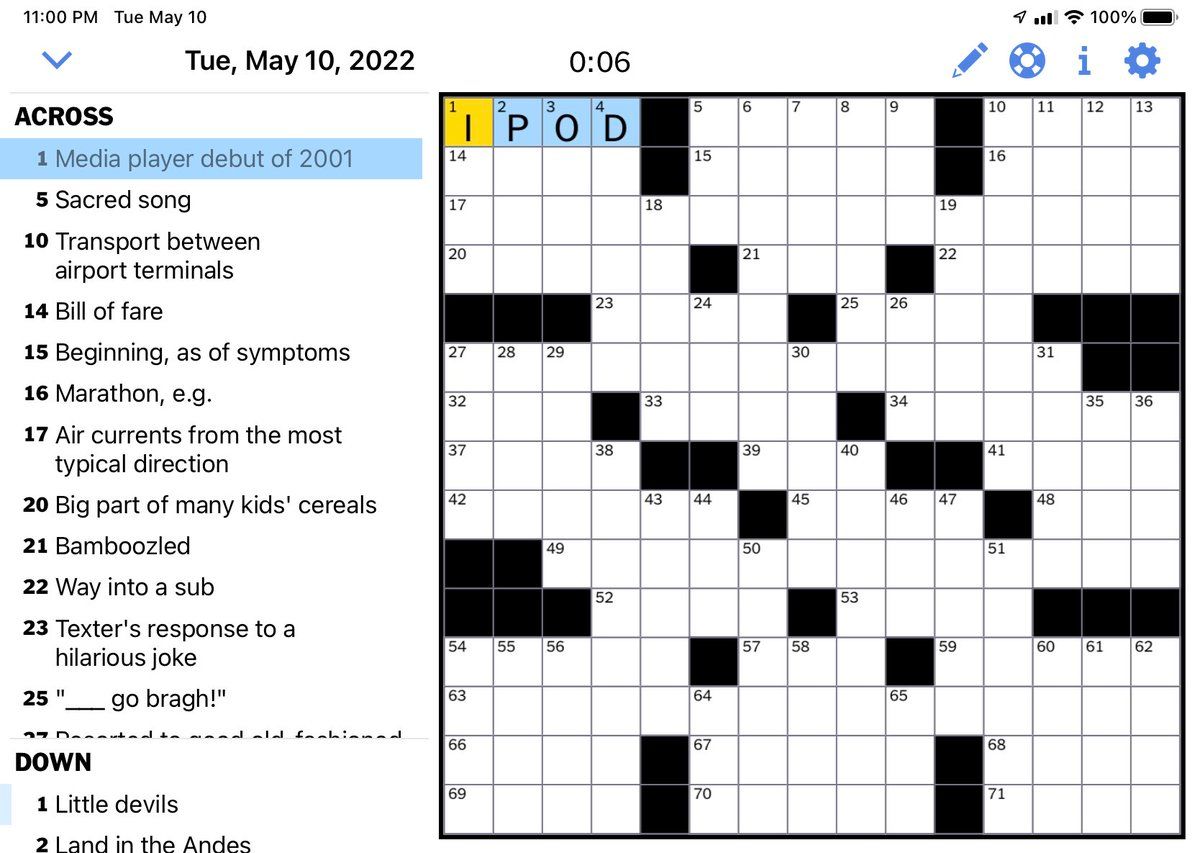 11:00 PM Tue May 10 100%
Tue, May 10, 2022 0:06
ACROSS
1 Media player debut of 2001
5 Sacred song
10 Transport between
airport terminals
14 Bill of fare
15 Beginning, as of symptoms
16 Marathon, e.g.
17 Air currents from the most
typical direction
20 Big part of many kids' cereals
21 Bamboozled
22 Way into a sub
23 Texter's response to a
hilarious joke
25 "___ go bragh!"
27 Resorted to good old-fashioned
DOWN
1 Little devils
2 Land in the Andes
1 2 3 4 5 6 7 8 9 10 11 12 13
I P O D
14 15 16
17 18 19
20 21 22
23 24 25 26
27 28 29 30 31
32 33 34 35 36
37 38 39 40 41
42 43 44 45 46 47 48
49 50 51
52 53
54 55 56 57 58 59 60 61 62
63 64 65
66 67 68
69 70 71